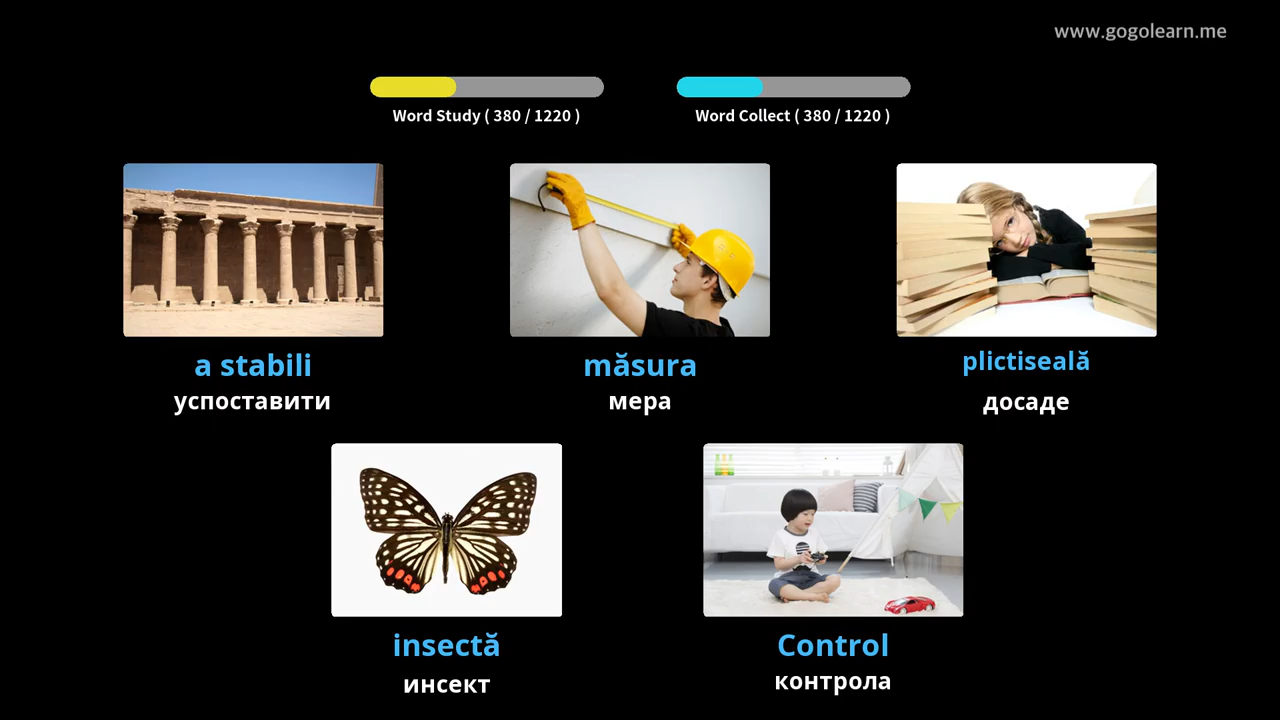 www.gogolearn.me
Word Study ( 380 / 1220 )
Word Collect ( 380 / 1220 )
a stabili
успоставити
măsura
мера
plictiseală
досаде
insectă
инсект
Control
контрола